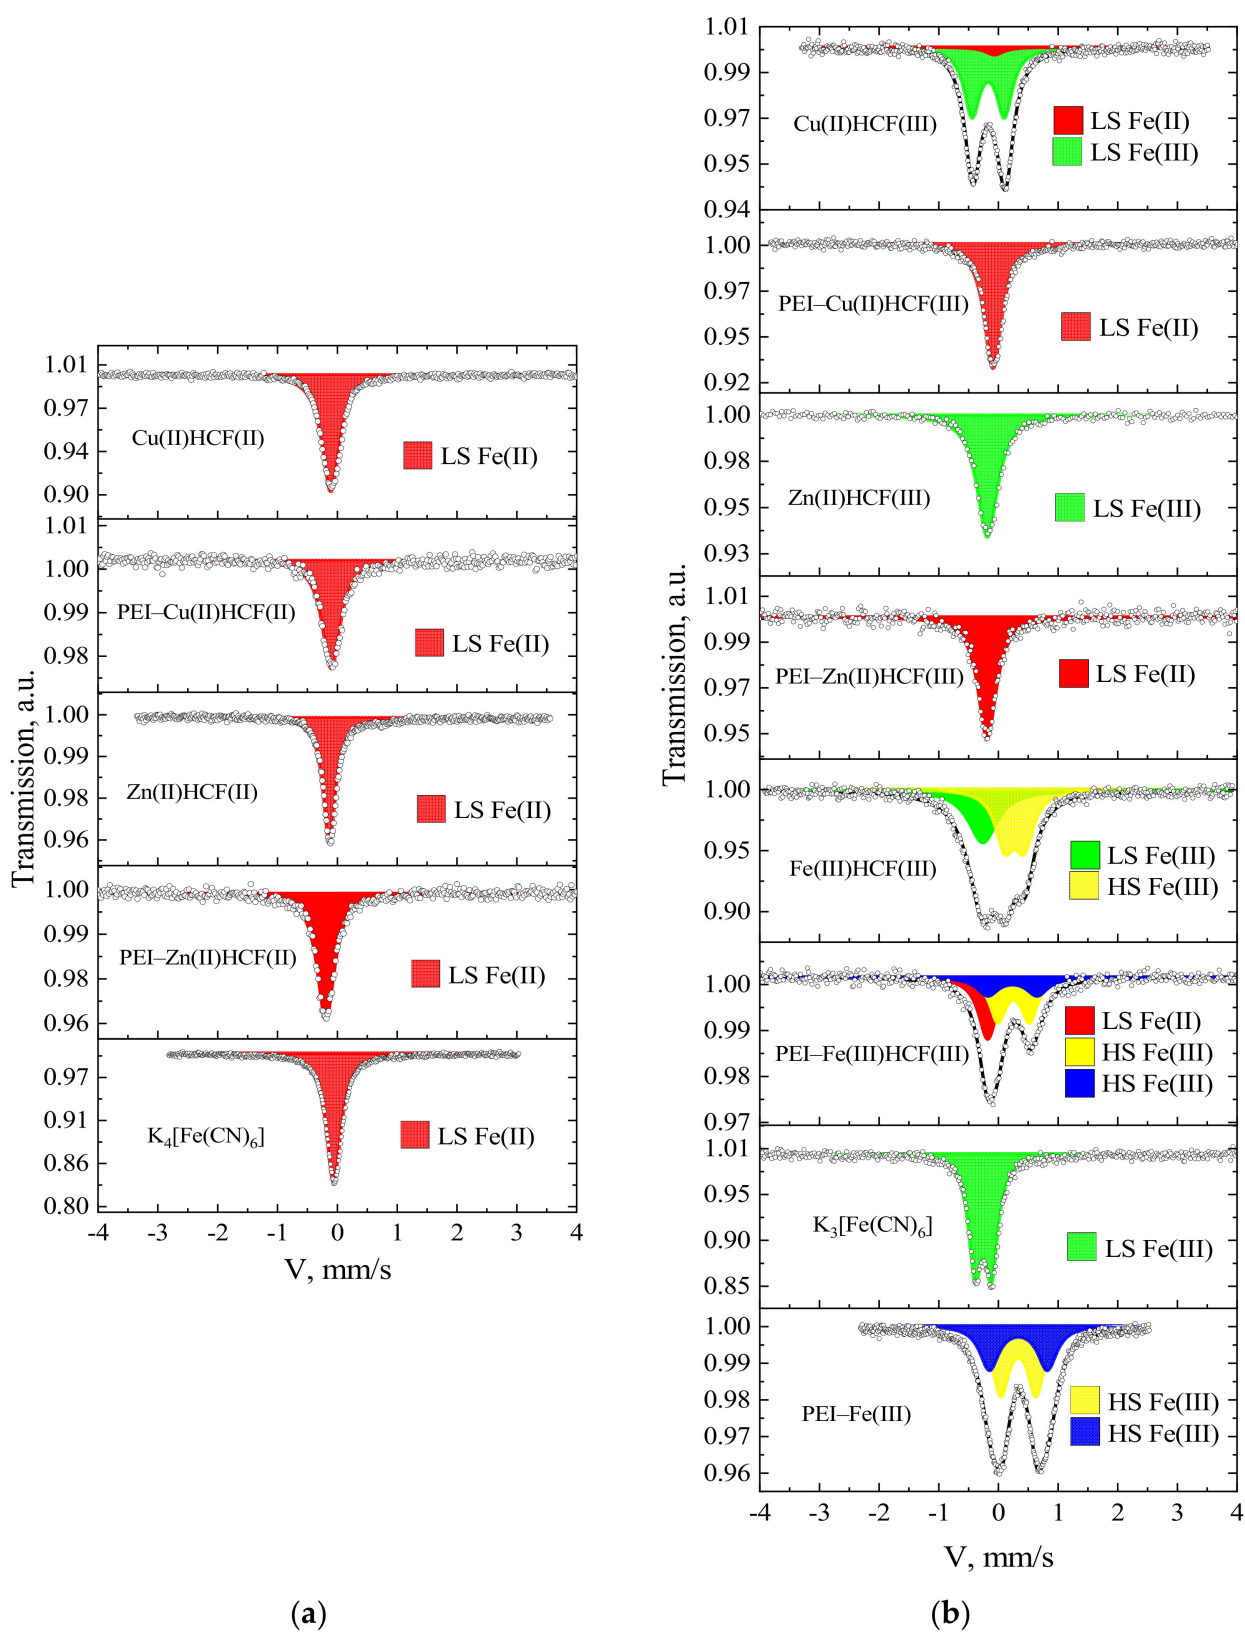 1.01
0.97
0.94
0.90
Cu(II)HCF(II)
LS Fe(II)
1.01
1.00
0.99
0.98
PEI–Cu(II)HCF(II)
LS Fe(II)
1.00
0.99
0.98
0.96
Zn(II)HCF(II)
LS Fe(II)
1.00
0.99
0.98
0.96
PEI–Zn(II)HCF(II)
LS Fe(II)
0.97
0.91
0.86
0.80
K4[Fe(CN)6]
LS Fe(II)
Transmission, a.u.
-4 -3 -2 -1 0 1 2 3 4
V, mm/s
(a)
1.01
0.99
0.97
0.95
0.94
Cu(II)HCF(III)
LS Fe(II)
LS Fe(III)
1.00
0.97
0.95
0.92
PEI–Cu(II)HCF(III)
LS Fe(II)
1.00
0.98
0.95
0.93
Zn(II)HCF(III)
LS Fe(III)
1.01
0.99
0.97
0.95
PEI–Zn(II)HCF(III)
LS Fe(II)
1.00
0.95
0.90
Fe(III)HCF(III)
LS Fe(III)
HS Fe(III)
1.00
0.99
0.98
0.97
PEI–Fe(III)HCF(III)
LS Fe(II)
HS Fe(III)
HS Fe(III)
1.01
0.95
0.90
0.85
K3[Fe(CN)6]
LS Fe(III)
1.00
0.99
0.98
0.97
0.96
PEI–Fe(III)
HS Fe(III)
HS Fe(III)
Transmission, a.u.
-4 -3 -2 -1 0 1 2 3 4
V, mm/s
(b)